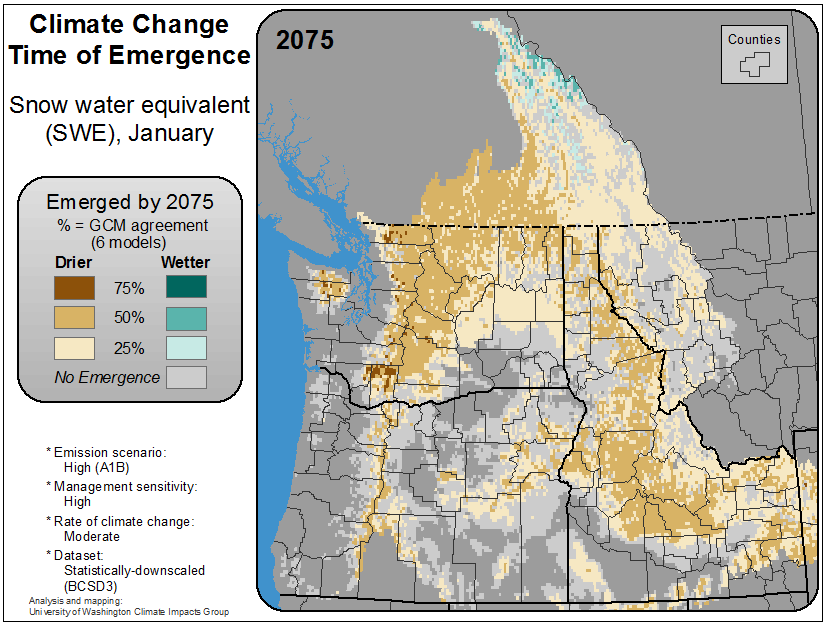 Climate Change
Time of Emergence
Snow water equivalent
(SWE), January
Emerged by 2075
% = GCM agreement
(6 models)
Drier Wetter
75%
50%
25%
No Emergence
* Emission scenario:
High (A1B)
* Management sensitivity:
High
* Rate of climate change:
Moderate
* Dataset:
Statistically-downscaled
(BCSD3)
Analysis and mapping:
University of Washington Climate Impacts Group
2075
Counties